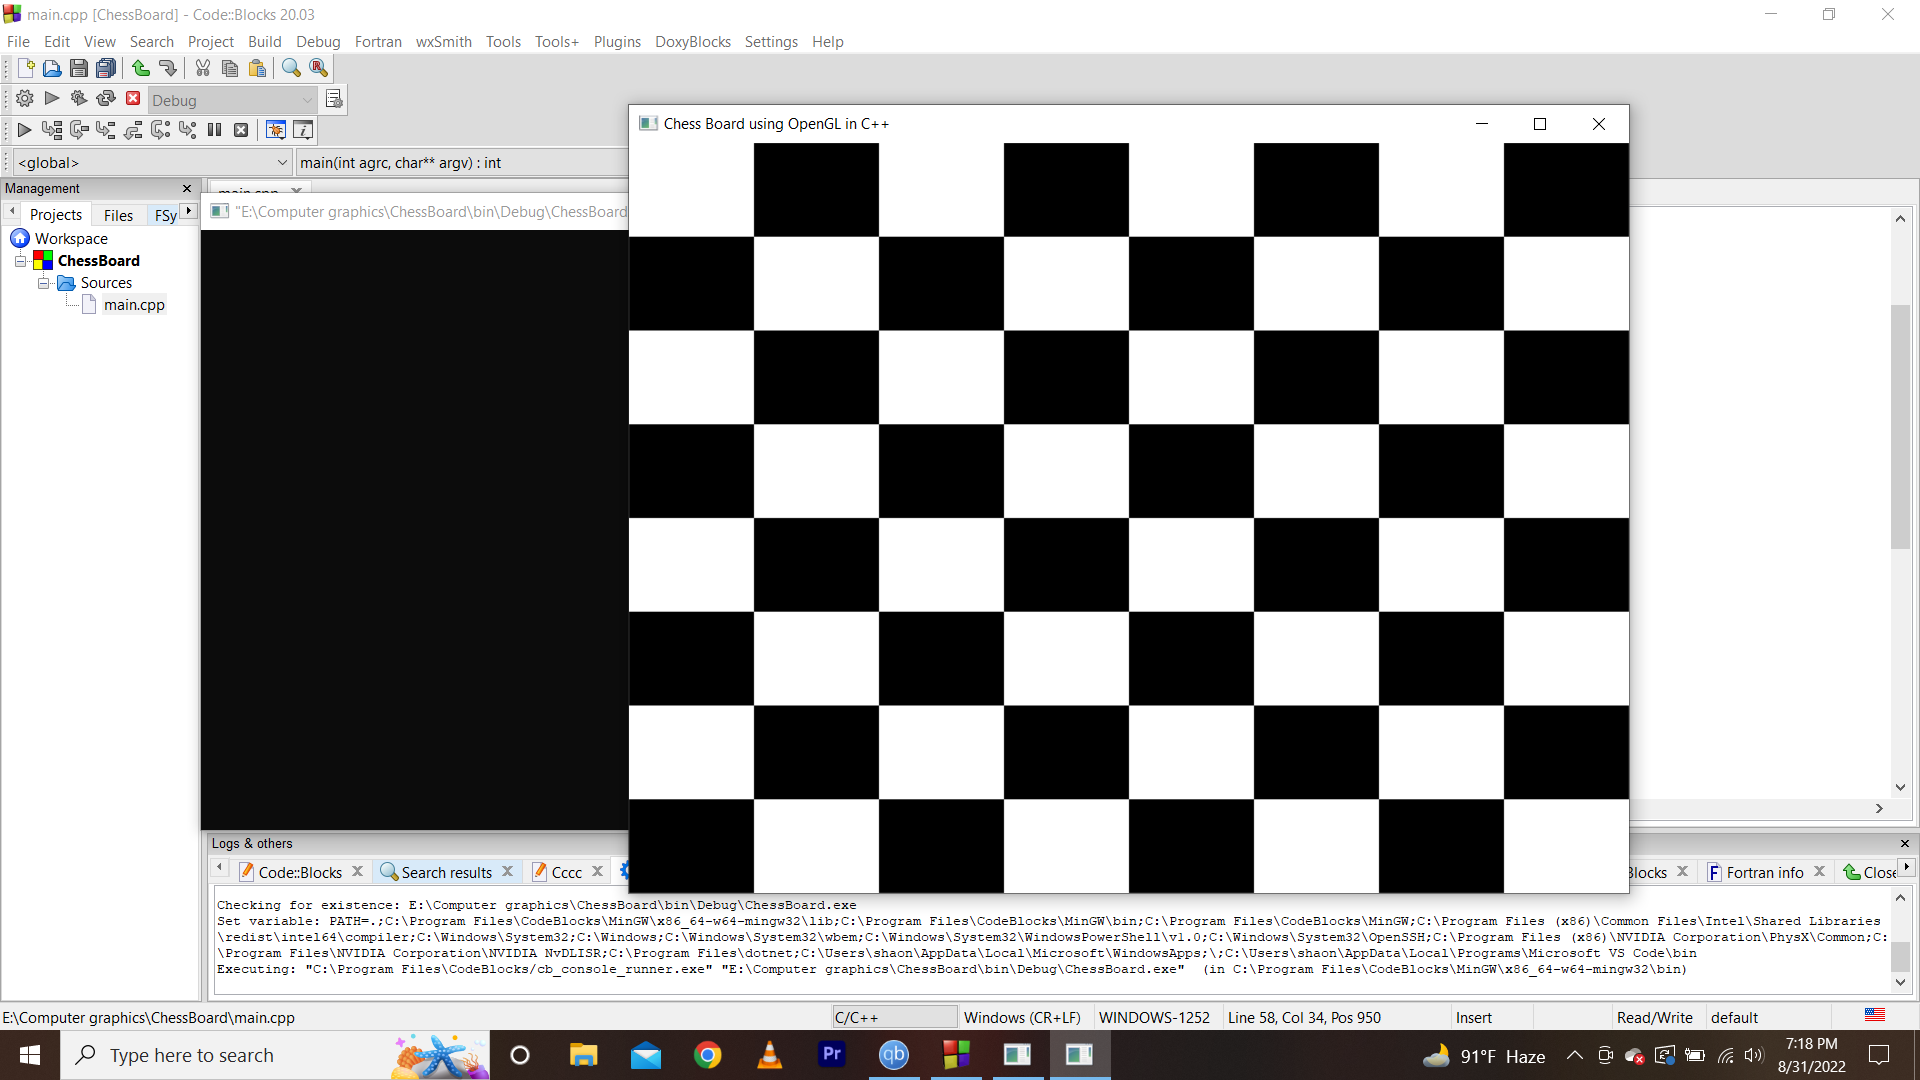 main.cpp [ChessBoard] - Code::Blocks 20.03
File Edit View Search Project Build Debug Fortran wxSmith Tools Tools+ Plugins DoxyBlocks Settings Help
Debug
<global> main(int agrc, char** argv) : int
Chess Board using OpenGL in C++
Management
main.cpp
Projects Files FSy
"E:\Computer graphics\ChessBoard\bin\Debug\ChessBoard
Workspace
ChessBoard
Sources
main.cpp
Logs & others
Code::Blocks Search results Cccc Blocks Fortran info Close
Checking for existence: E:\Computer graphics\ChessBoard\bin\Debug\ChessBoard.exe
Set variable: PATH=.;C:\Program Files\CodeBlocks\MinGW\x86_64-w64-mingw32\lib;C:\Program Files\CodeBlocks\MinGW\bin;C:\Program Files\CodeBlocks\MinGW;C:\Program Files (x86)\Common Files\Intel\Shared Libraries
\redist\intel64\compiler;C:\Windows\System32;C:\Windows;C:\Windows\System32\wbem;C:\Windows\System32\WindowsPowerShell\v1.0;C:\Windows\System32\OpenSSH;C:\Program Files (x86)\NVIDIA Corporation\PhysX\Common;C:
\Program Files\NVIDIA Corporation\NVIDIA NvDLISR;C:\Program Files\dotnet;C:\Users\shaon\AppData\Local\Microsoft\WindowsApps;\;C:\Users\shaon\AppData\Local\Programs\Microsoft VS Code\bin
Executing: "C:\Program Files\CodeBlocks/cb_console_runner.exe" "E:\Computer graphics\ChessBoard\bin\Debug\ChessBoard.exe" (in C:\Program Files\CodeBlocks\MinGW\x86_64-w64-mingw32\bin)
E:\Computer graphics\ChessBoard\main.cpp C/C++ Windows (CR+LF) WINDOWS-1252 Line 58, Col 34, Pos 950 Insert Read/Write default
Type here to search Pr qb 91°F Haze 7:18 PM
8/31/2022